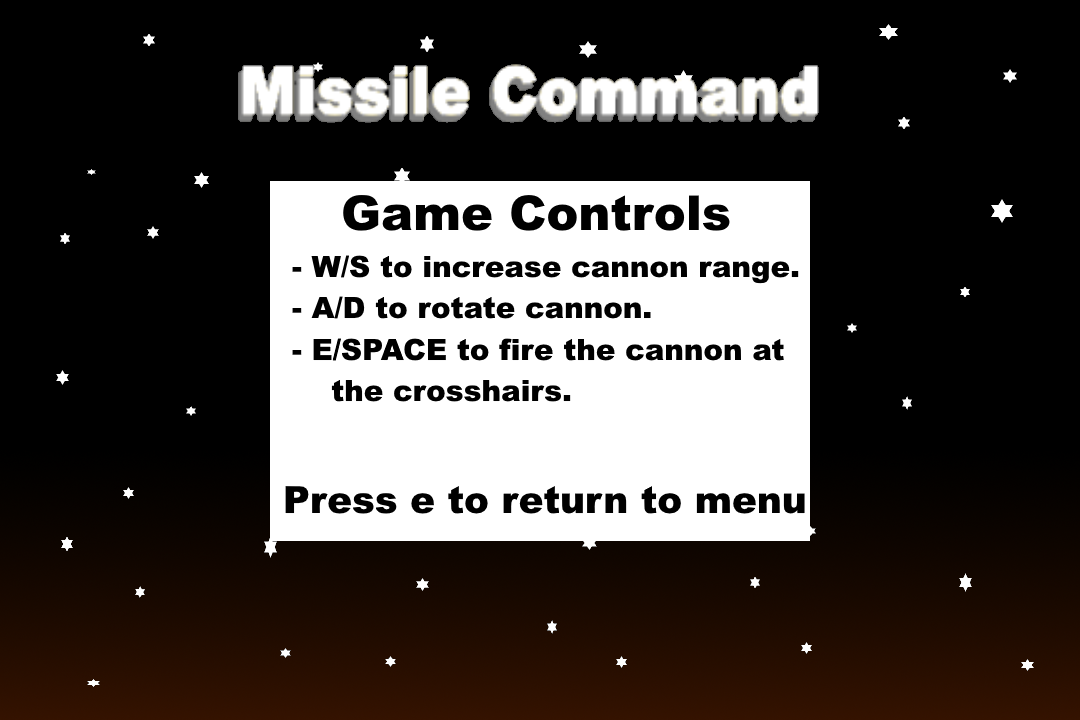 Missile Command
Game Controls
- W/S to increase cannon range.
- A/D to rotate cannon.
- E/SPACE to fire the cannon at
the crosshairs.
Press e to return to menu